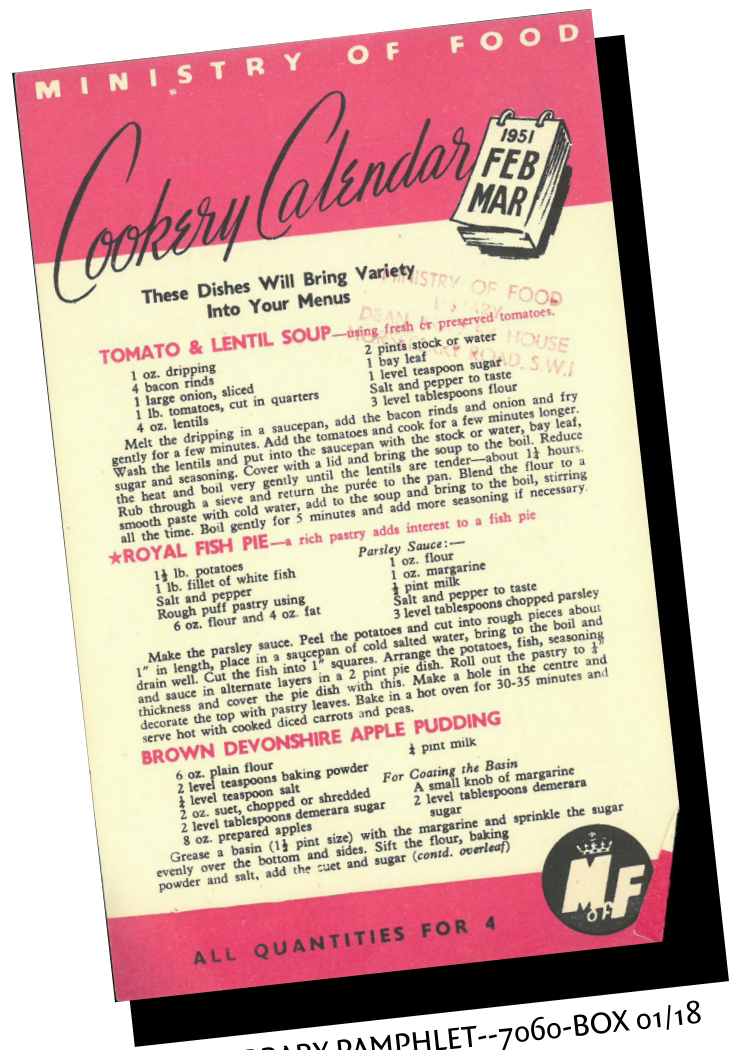 MINISTRY OF FOOD
Cookery Calendar
1951
FEB
MAR
These Dishes Will Bring Variety
Into Your Menus
MINISTRY OF FOOD
HOUSE
ROAD, S.W.1
TOMATO & LENTIL SOUP—using fresh or preserved tomatoes.
1 oz. dripping
4 bacon rinds
1 large onion, sliced
1 lb. tomatoes, cut in quarters
4 oz. lentils
2 pints stock or water
1 bay leaf
1 level teaspoon sugar
Salt and pepper to taste
3 level tablespoons flour
Melt the dripping in a saucepan, add the bacon rinds and onion and fry
gently for a few minutes. Add the tomatoes and cook for a few minutes longer.
Wash the lentils and put into the saucepan with the stock or water, bay leaf,
sugar and seasoning. Cover with a lid and bring the soup to the boil. Reduce
the heat and boil very gently until the lentils are tender—about 1½ hours.
Rub through a sieve and return the purée to the pan. Blend the flour to a
smooth paste with cold water, add to the soup and bring to the boil, stirring
all the time. Boil gently for 5 minutes and add more seasoning if necessary.
★ROYAL FISH PIE—a rich pastry adds interest to a fish pie
1½ lb. potatoes
1 lb. fillet of white fish
Salt and pepper
Rough puff pastry using
6 oz. flour and 4 oz. fat
Parsley Sauce:—
1 oz. flour
1 oz. margarine
½ pint milk
Salt and pepper to taste
3 level tablespoons chopped parsley
Make the parsley sauce. Peel the potatoes and cut into rough pieces about
1" in length, place in a saucepan of cold salted water, bring to the boil and
drain well. Cut the fish into 1" squares. Arrange the potatoes, fish, seasoning
and sauce in alternate layers in a 2 pint pie dish. Roll out the pastry to ¼"
thickness and cover the pie dish with this. Make a hole in the centre and
decorate the top with pastry leaves. Bake in a hot oven for 30-35 minutes and
serve hot with cooked diced carrots and peas.
BROWN DEVONSHIRE APPLE PUDDING
6 oz. plain flour
2 level teaspoons baking powder
½ level teaspoon salt
2 oz. suet, chopped or shredded
2 level tablespoons demerara sugar
8 oz. prepared apples
¼ pint milk
For Coating the Basin
A small knob of margarine
2 level tablespoons demerara
sugar
Grease a basin (1½ pint size) with the margarine and sprinkle the sugar
evenly over the bottom and sides. Sift the flour, baking
powder and salt, add the suet and sugar (contd. overleaf)
M F
OF
ALL QUANTITIES FOR 4
PAMPHLET--7060-BOX 01/18